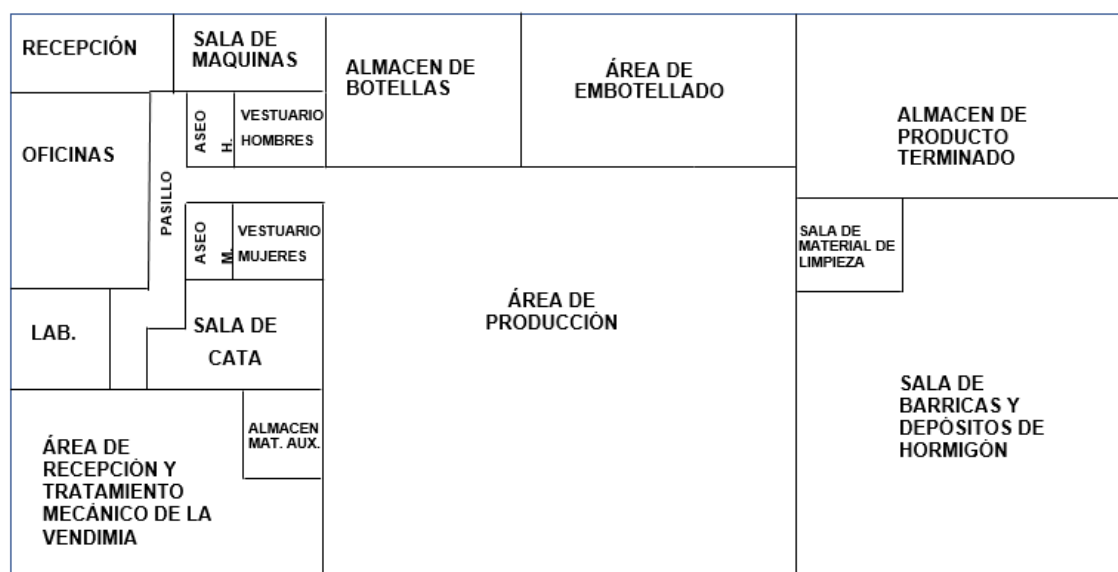 RECEPCIÓN
SALA DE
MAQUINAS
ALMACEN DE
BOTELLAS
ÁREA DE
EMBOTELLADO
ALMACEN DE
PRODUCTO
TERMINADO
OFICINAS
PASILLO
ASEO
H.
VESTUARIO
HOMBRES
ASEO
M.
VESTUARIO
MUJERES
SALA DE
MATERIAL DE
LIMPIEZA
ÁREA DE
PRODUCCIÓN
LAB.
SALA DE
CATA
SALA DE
BARRICAS Y
DEPÓSITOS DE
HORMIGÓN
ALMACEN
MAT. AUX.
ÁREA DE
RECEPCIÓN Y
TRATAMIENTO
MECÁNICO DE LA
VENDIMIA